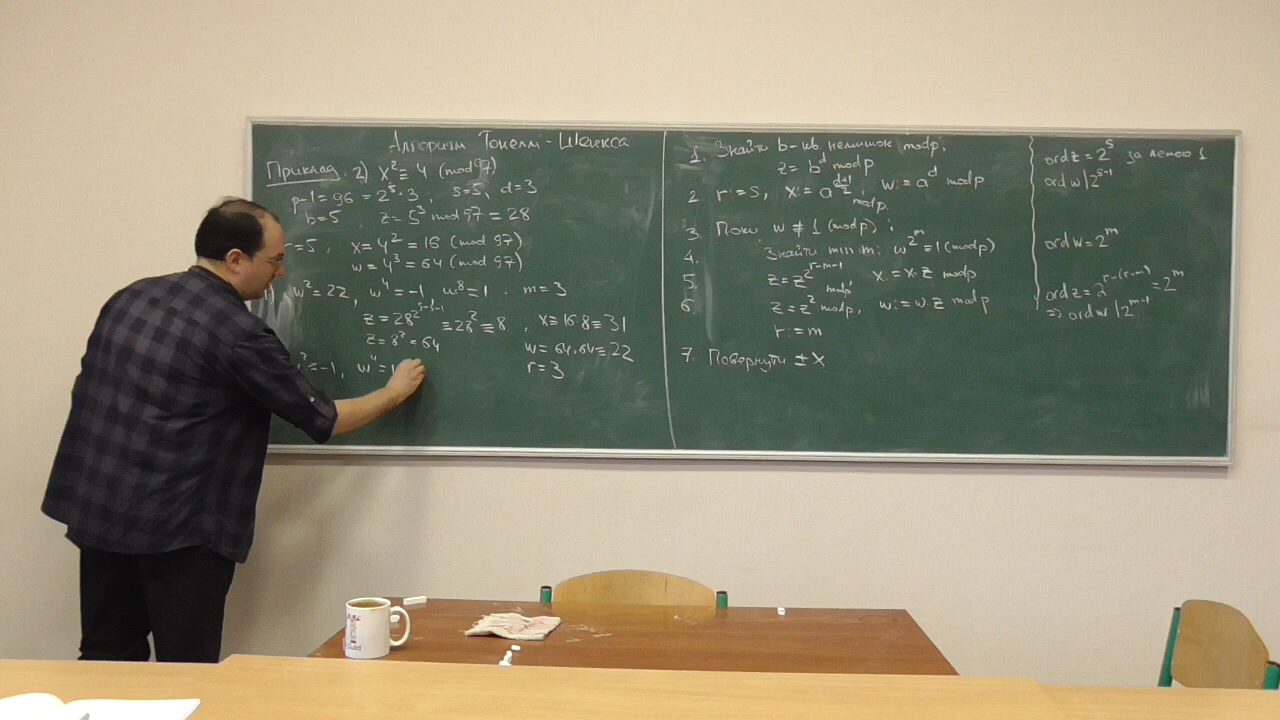 Алгоритм Тонеллі-Шенкса
Приклад. 2) x² ≡ 4 (mod 97)
p-1=96 = 2⁵·3, s=5, d=3
b=5 z=5³ mod 97 = 28
=5, x=4²=16 (mod 97)
w=4³=64 (mod 97)
w²=22, w⁴=-1 w⁸=1. m=3
z=28^{2^{5-3-1}} ≡28²≡8, x≡16·8≡31
z=8²=64 w=64·64≡22
r=3
²=-1, w⁴=1
1. Знайти b-кв. нелишок mod p;
z=b^d mod p
2. r:=s, x:=a^{(d+1)/2} mod p, w:=a^d mod p
3. Поки w≢1 (mod p):
4. Знайти min m: w^{2^m}=1 (mod p)
5. z=z^{2^{r-m-1}} mod p, x:=x·z mod p
6. z:=z² mod p, w:=w·z mod p
r:=m
7. Повернути ±x
ord z=2^s за лемою 1
ord w | 2^{s-1}
ord w=2^m
ord z=2^{r-(r-m)}=2^m
⇒ ord w | 2^{m-1}